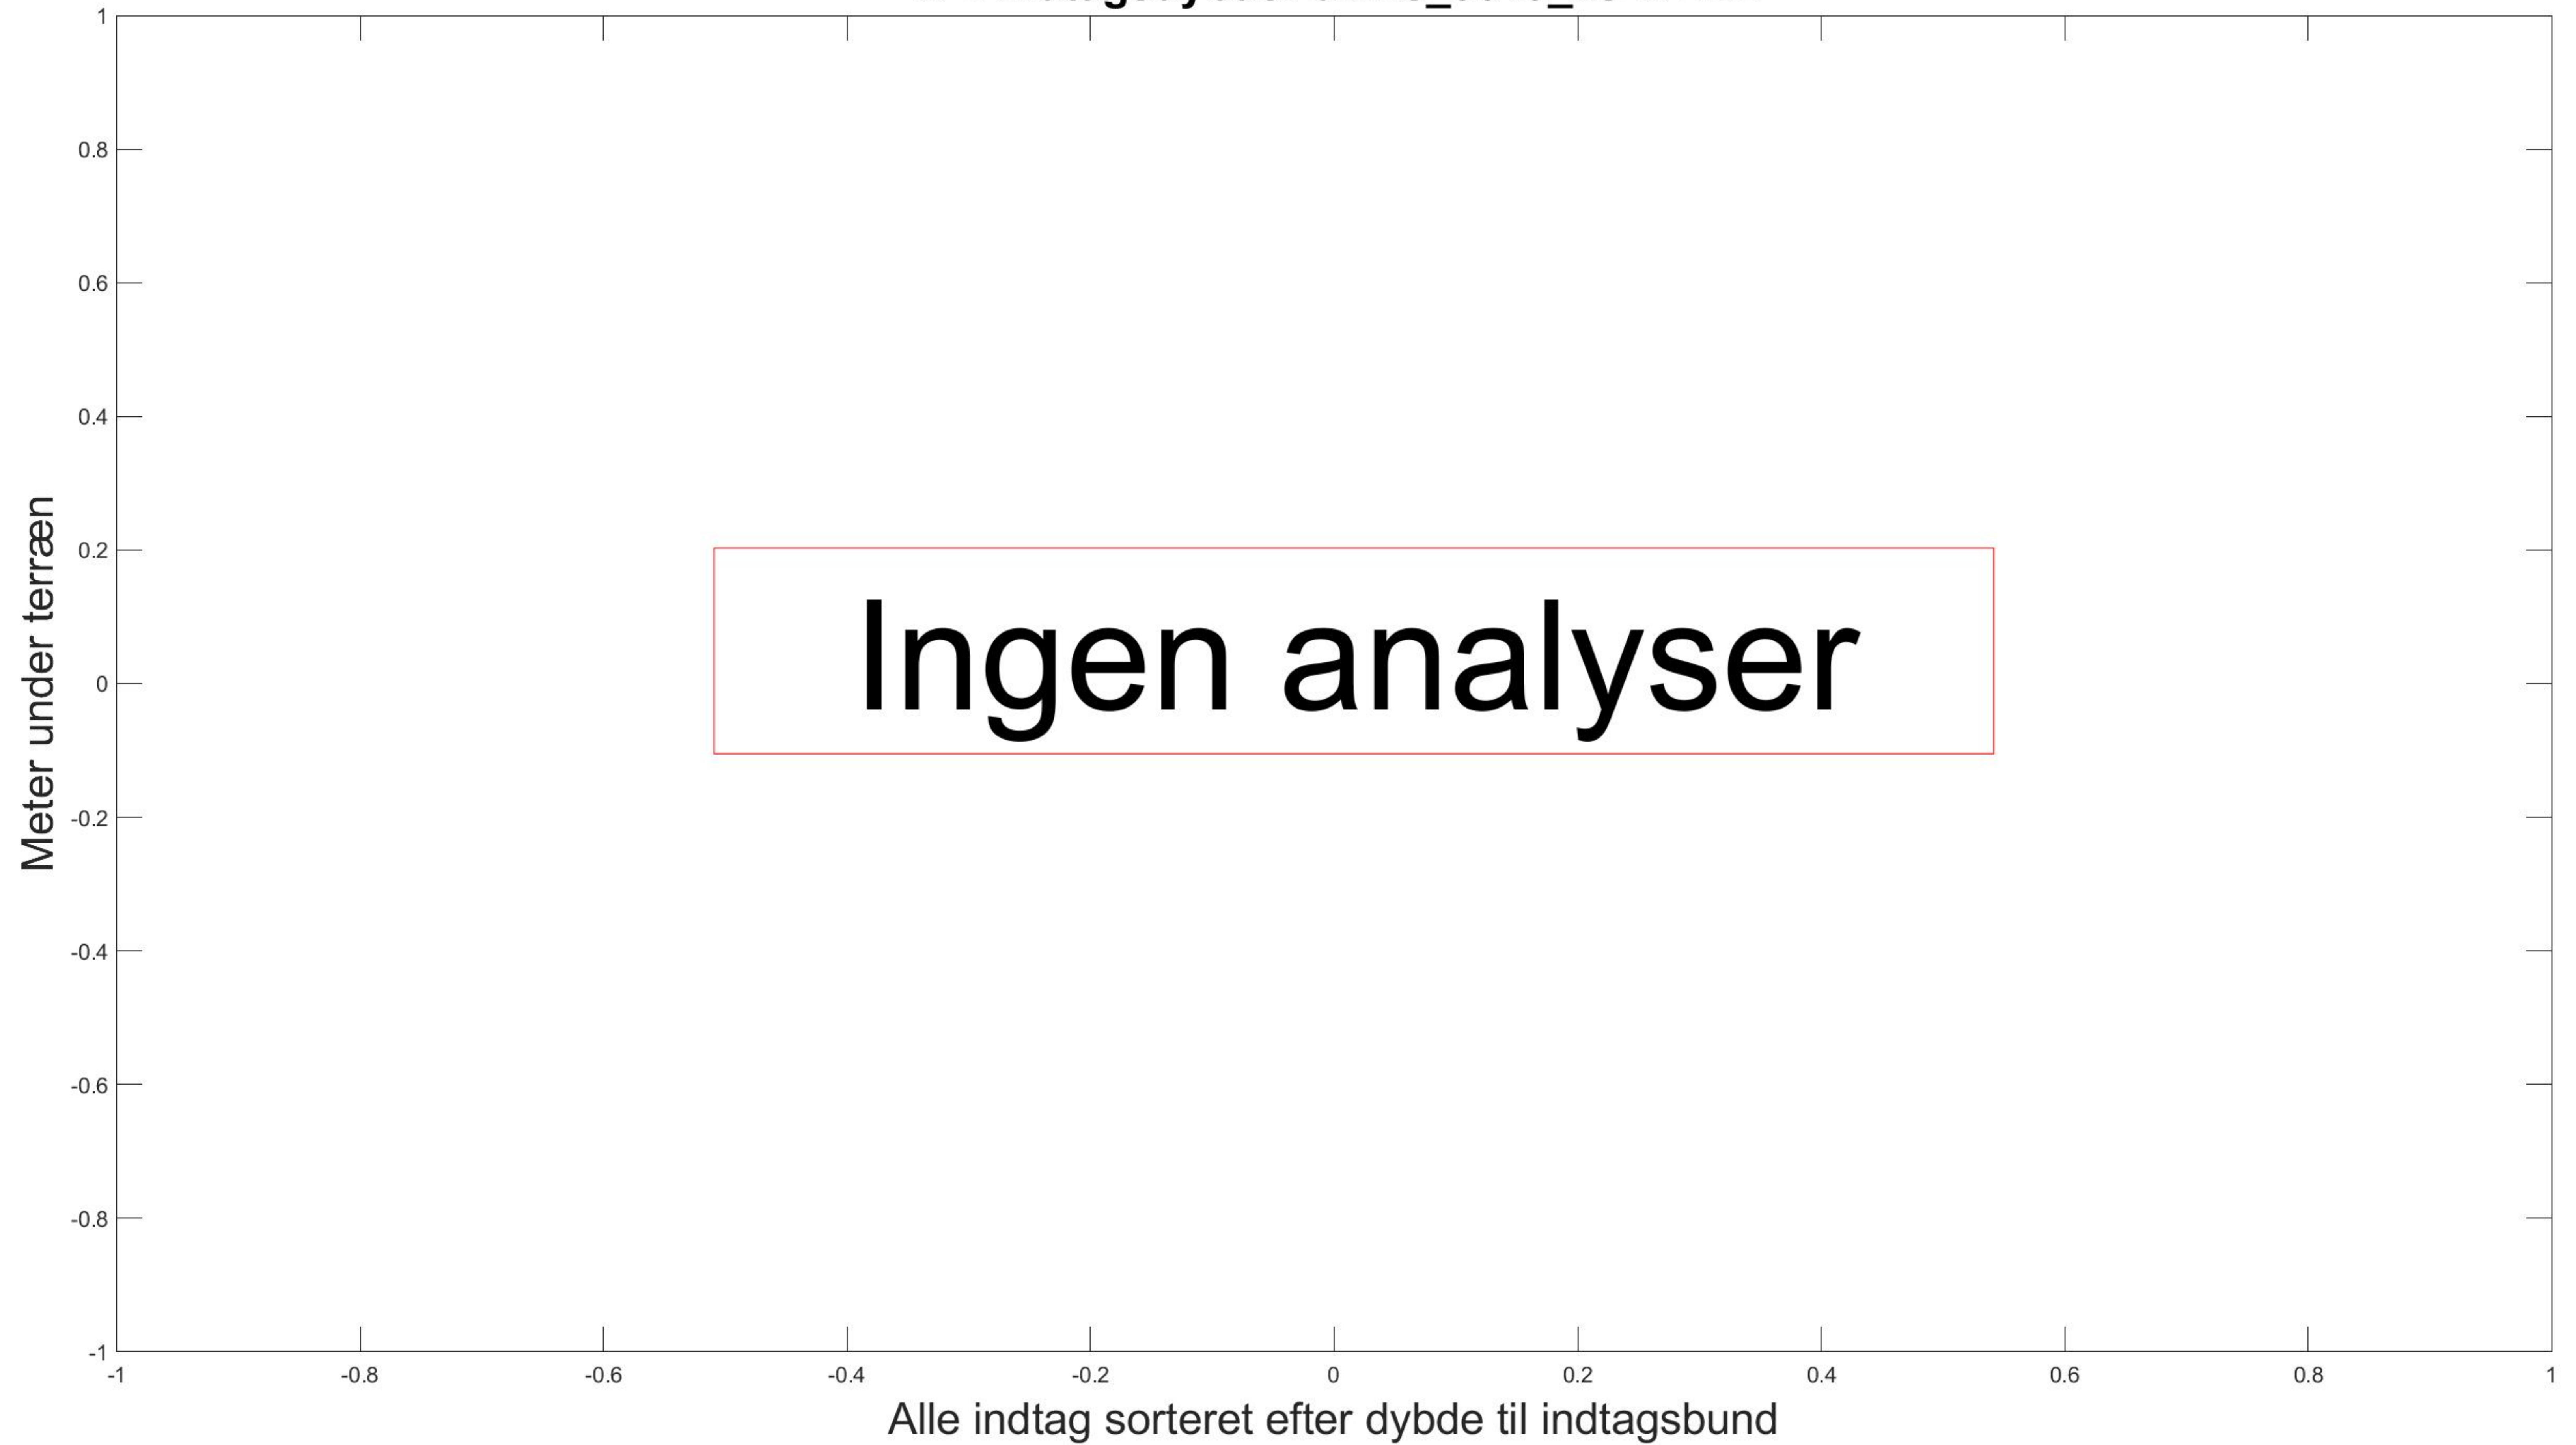 1
0.8
0.6
0.4
0.2
0
-0.2
-0.4
-0.6
-0.8
-1
Meter under terræn
Ingen analyser
-1 -0.8 -0.6 -0.4 -0.2 0 0.2 0.4 0.6 0.8 1
Alle indtag sorteret efter dybde til indtagsbund